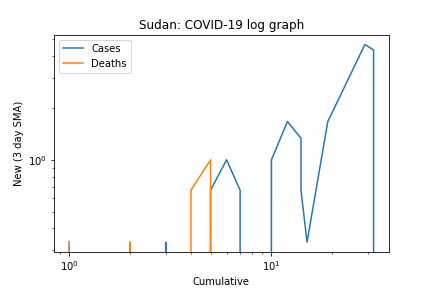 Sudan: COVID-19 log graph
Cases
Deaths
New (3 day SMA)
10⁰
10⁰
10¹
Cumulative